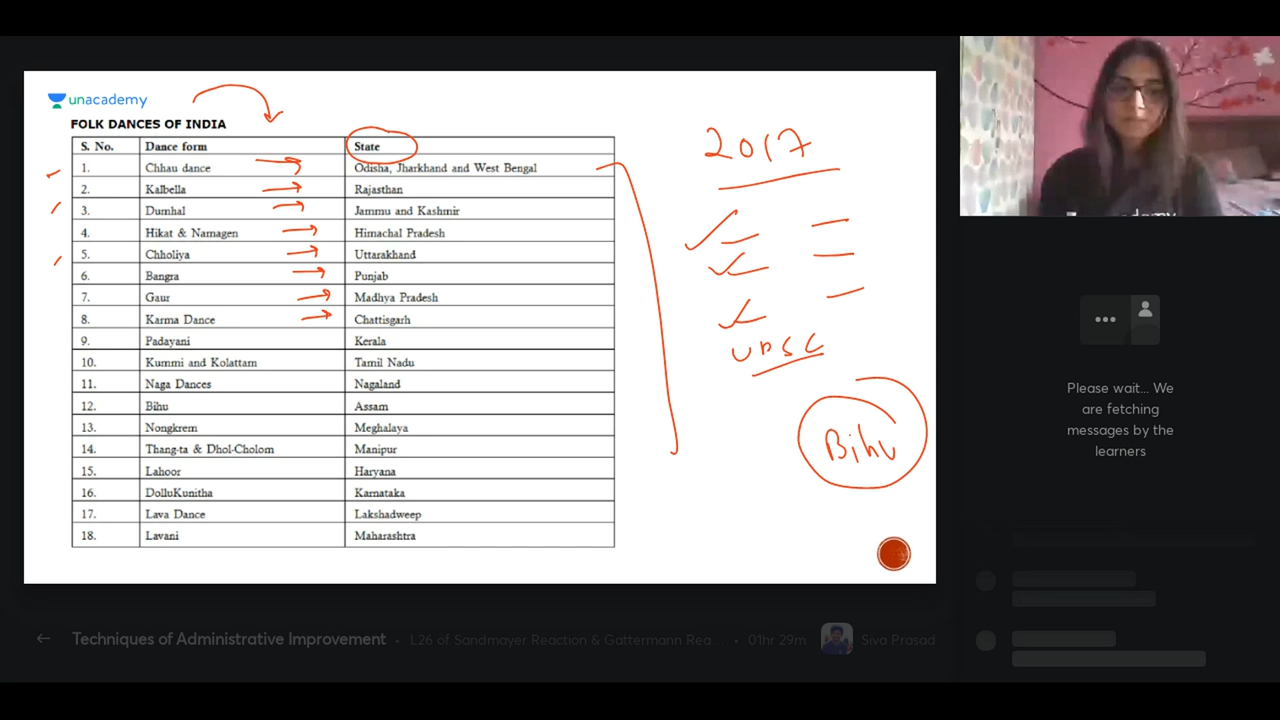 unacademy
FOLK DANCES OF INDIA
S. No. Dance form State
1. Chhau dance Odisha, Jharkhand and West Bengal
2. Kalbella Rajasthan
3. Dumhal Jammu and Kashmir
4. Hikat & Namagen Himachal Pradesh
5. Chholiya Uttarakhand
6. Bangra Punjab
7. Gaur Madhya Pradesh
8. Karma Dance Chattisgarh
9. Padayani Kerala
10. Kummi and Kolattam Tamil Nadu
11. Naga Dances Nagaland
12. Bihu Assam
13. Nongkrem Meghalaya
14. Thang-ta & Dhol-Cholom Manipur
15. Lahoor Haryana
16. DolluKunitha Karnataka
17. Lava Dance Lakshadweep
18. Lavani Maharashtra
2017
UPSC
Bihu
unacademy
Please wait... We
are fetching
messages by the
learners
Techniques of Administrative Improvement • L26 of Sandmayer Reaction & Gattermann Rea... • 01hr 29m Siva Prasad